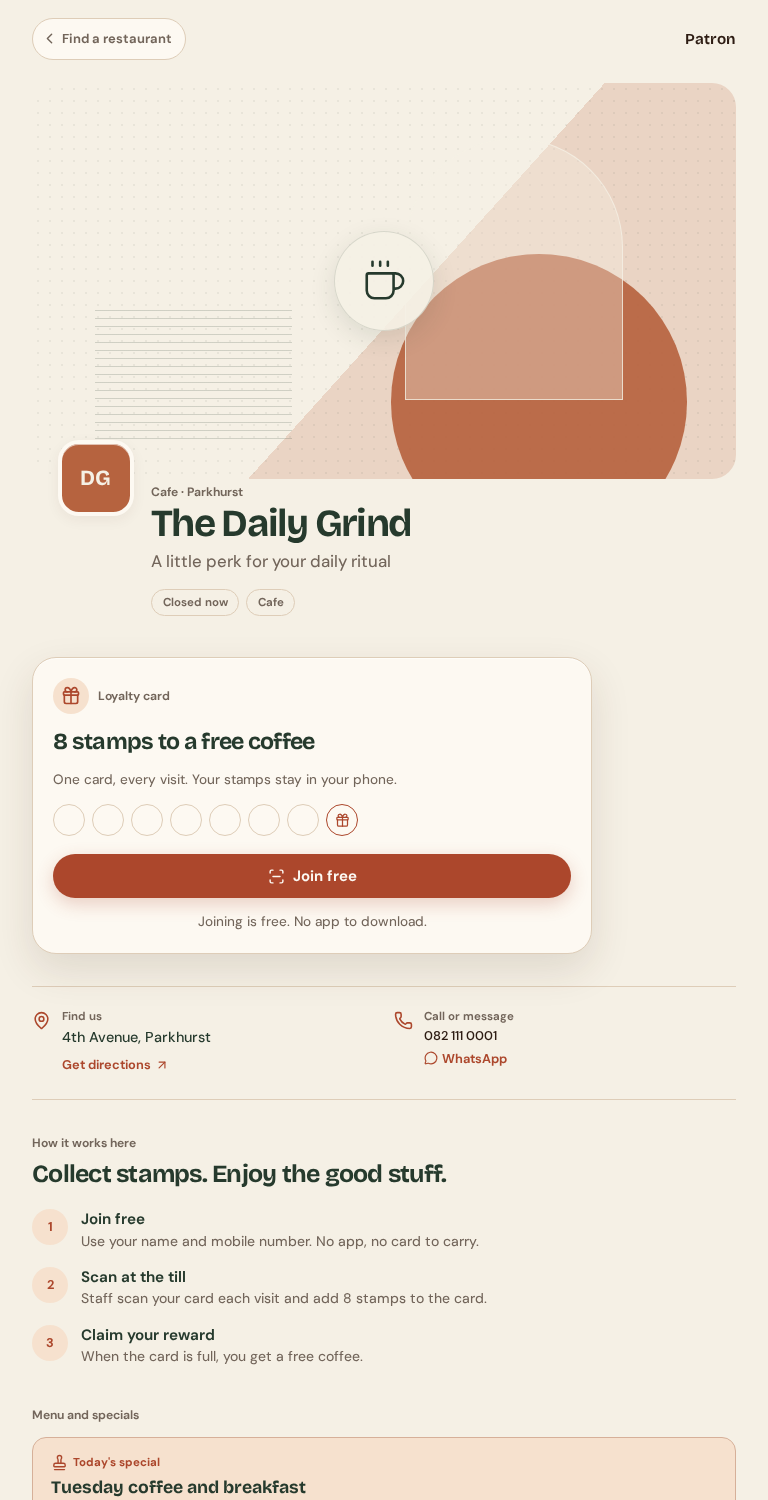 Find a restaurant
Patron
DG
Cafe · Parkhurst
The Daily Grind
A little perk for your daily ritual
Closed now
Cafe
Loyalty card
8 stamps to a free coffee
One card, every visit. Your stamps stay in your phone.
Join free
Joining is free. No app to download.
Find us
4th Avenue, Parkhurst
Get directions
Call or message
082 111 0001
WhatsApp
How it works here
Collect stamps. Enjoy the good stuff.
1
Join free
Use your name and mobile number. No app, no card to carry.
2
Scan at the till
Staff scan your card each visit and add 8 stamps to the card.
3
Claim your reward
When the card is full, you get a free coffee.
Menu and specials
Today's special
Tuesday coffee and breakfast